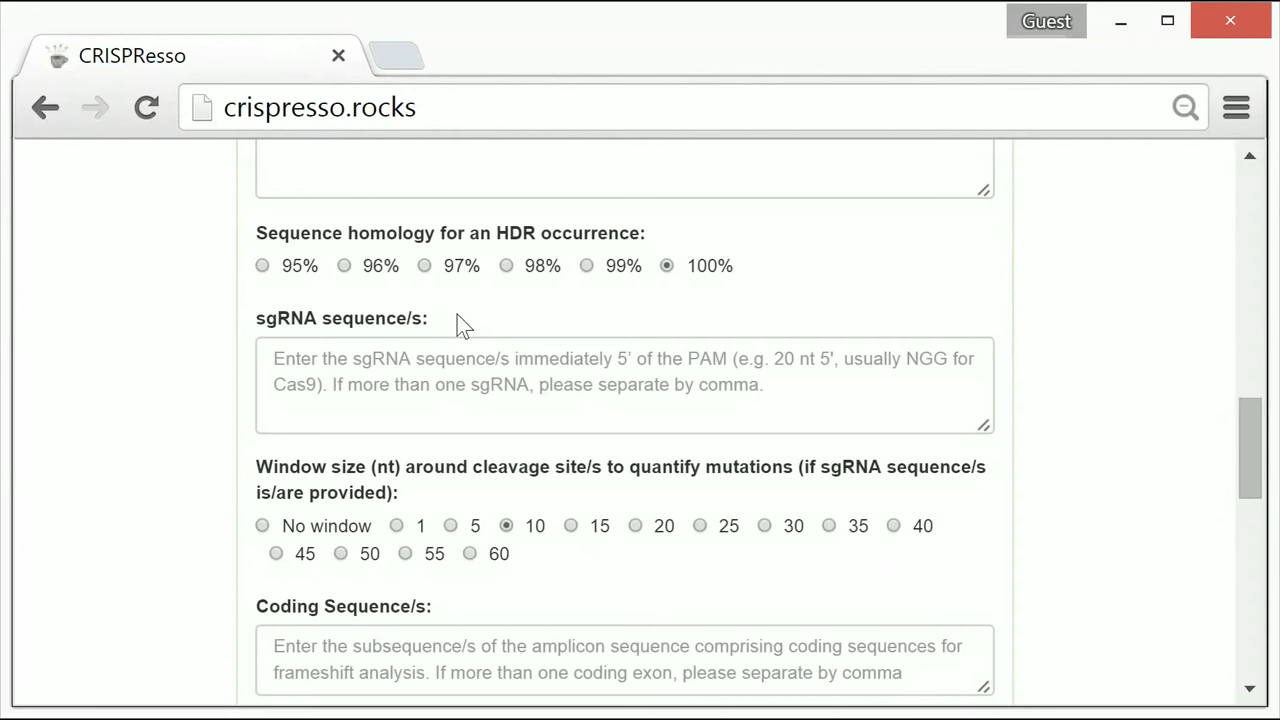 Guest
CRISPResso
crispresso.rocks
Sequence homology for an HDR occurrence:
95% 96% 97% 98% 99% 100%
sgRNA sequence/s:
Enter the sgRNA sequence/s immediately 5' of the PAM (e.g. 20 nt 5', usually NGG for
Cas9). If more than one sgRNA, please separate by comma.
Window size (nt) around cleavage site/s to quantify mutations (if sgRNA sequence/s
is/are provided):
No window 1 5 10 15 20 25 30 35 40
45 50 55 60
Coding Sequence/s:
Enter the subsequence/s of the amplicon sequence comprising coding sequences for
frameshift analysis. If more than one coding exon, please separate by comma